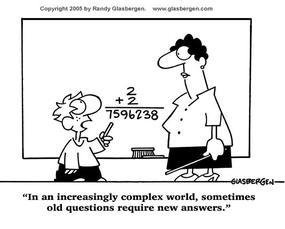 Copyright 2005 by Randy Glasbergen. www.glasbergen.com
2
+ 2
7596238
GLASBERGEN
“In an increasingly complex world, sometimes
old questions require new answers.”